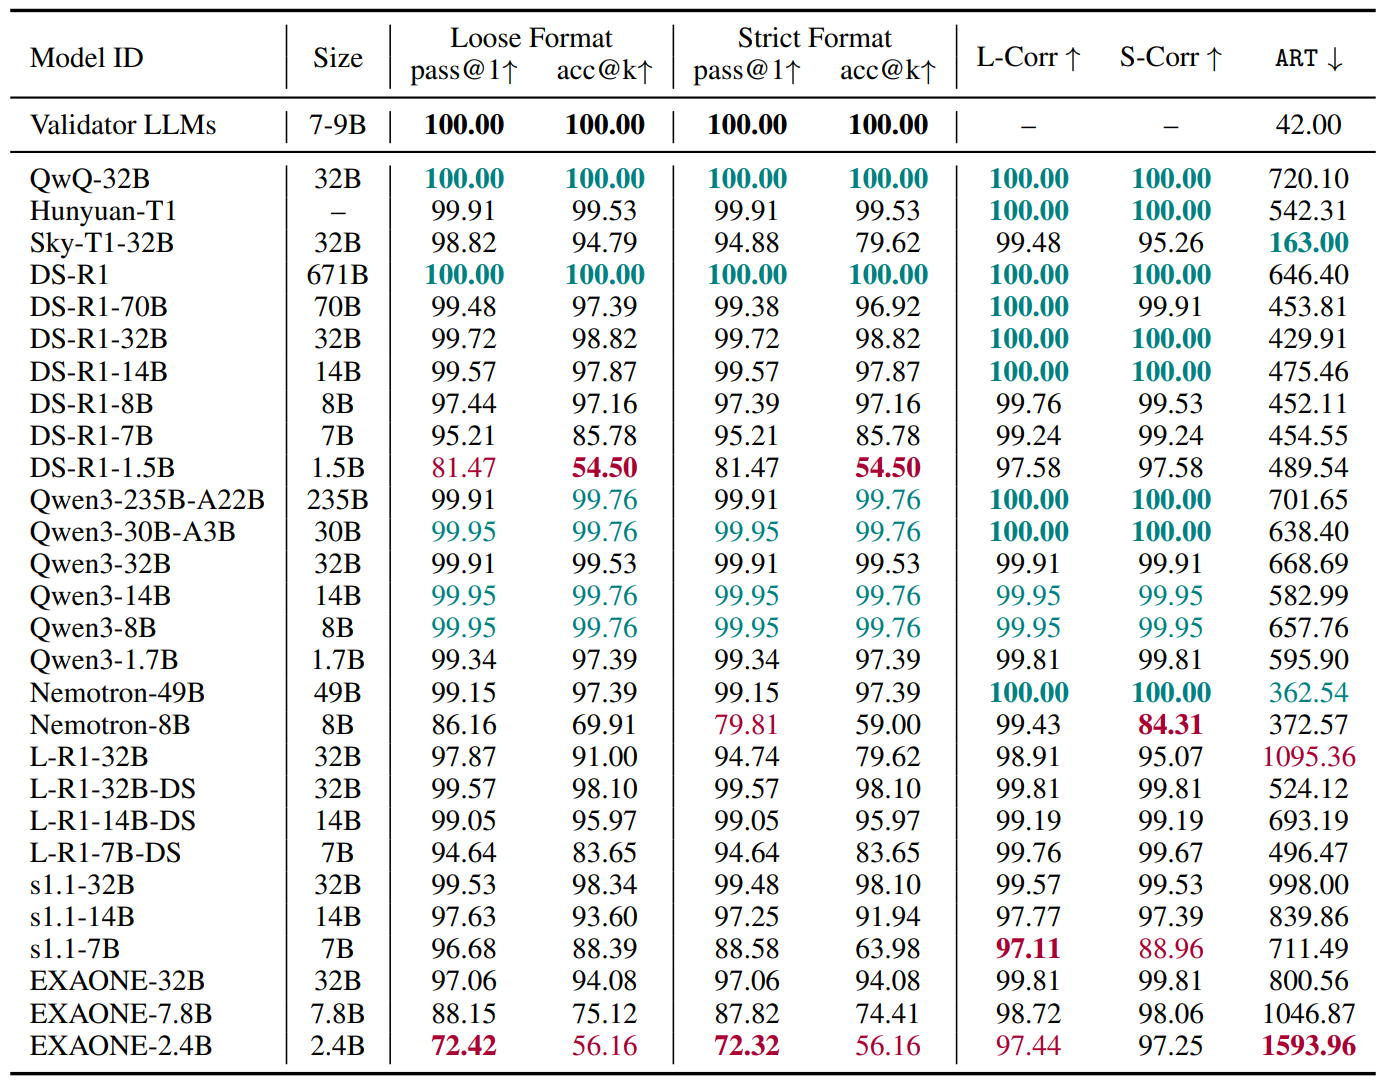 Model ID Size Loose Format Strict Format L-Corr ↑ S-Corr ↑ ART ↓
pass@1↑ acc@k↑ pass@1↑ acc@k↑
Validator LLMs 7-9B 100.00 100.00 100.00 100.00 – – 42.00
QwQ-32B 32B 100.00 100.00 100.00 100.00 100.00 100.00 720.10
Hunyuan-T1 – 99.91 99.53 99.91 99.53 100.00 100.00 542.31
Sky-T1-32B 32B 98.82 94.79 94.88 79.62 99.48 95.26 163.00
DS-R1 671B 100.00 100.00 100.00 100.00 100.00 100.00 646.40
DS-R1-70B 70B 99.48 97.39 99.38 96.92 100.00 99.91 453.81
DS-R1-32B 32B 99.72 98.82 99.72 98.82 100.00 100.00 429.91
DS-R1-14B 14B 99.57 97.87 99.57 97.87 100.00 100.00 475.46
DS-R1-8B 8B 97.44 97.16 97.39 97.16 99.76 99.53 452.11
DS-R1-7B 7B 95.21 85.78 95.21 85.78 99.24 99.24 454.55
DS-R1-1.5B 1.5B 81.47 54.50 81.47 54.50 97.58 97.58 489.54
Qwen3-235B-A22B 235B 99.91 99.76 99.91 99.76 100.00 100.00 701.65
Qwen3-30B-A3B 30B 99.95 99.76 99.95 99.76 100.00 100.00 638.40
Qwen3-32B 32B 99.91 99.53 99.91 99.53 99.91 99.91 668.69
Qwen3-14B 14B 99.95 99.76 99.95 99.76 99.95 99.95 582.99
Qwen3-8B 8B 99.95 99.76 99.95 99.76 99.95 99.95 657.76
Qwen3-1.7B 1.7B 99.34 97.39 99.34 97.39 99.81 99.81 595.90
Nemotron-49B 49B 99.15 97.39 99.15 97.39 100.00 100.00 362.54
Nemotron-8B 8B 86.16 69.91 79.81 59.00 99.43 84.31 372.57
L-R1-32B 32B 97.87 91.00 94.74 79.62 98.91 95.07 1095.36
L-R1-32B-DS 32B 99.57 98.10 99.57 98.10 99.81 99.81 524.12
L-R1-14B-DS 14B 99.05 95.97 99.05 95.97 99.19 99.19 693.19
L-R1-7B-DS 7B 94.64 83.65 94.64 83.65 99.76 99.67 496.47
s1.1-32B 32B 99.53 98.34 99.48 98.10 99.57 99.53 998.00
s1.1-14B 14B 97.63 93.60 97.25 91.94 97.77 97.39 839.86
s1.1-7B 7B 96.68 88.39 88.58 63.98 97.11 88.96 711.49
EXAONE-32B 32B 97.06 94.08 97.06 94.08 99.81 99.81 800.56
EXAONE-7.8B 7.8B 88.15 75.12 87.82 74.41 98.72 98.06 1046.87
EXAONE-2.4B 2.4B 72.42 56.16 72.32 56.16 97.44 97.25 1593.96